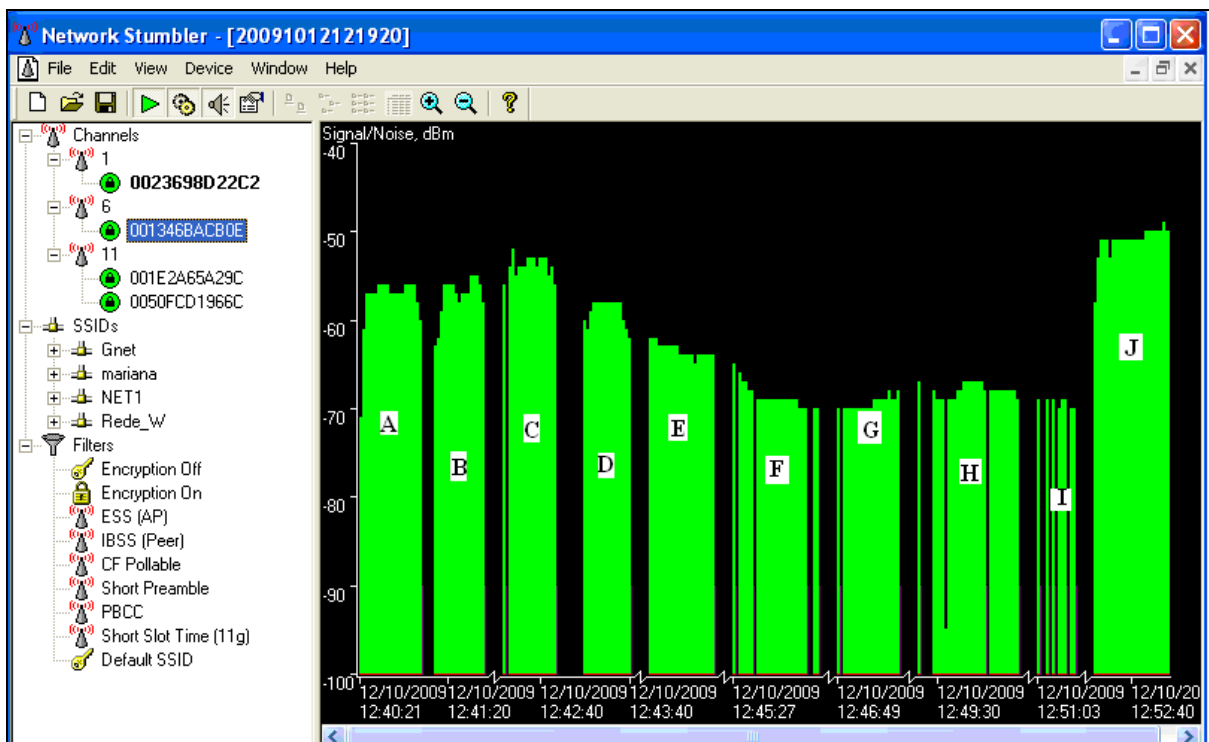 Network Stumbler - [20091012121920]
File Edit View Device Window Help
Channels
1
0023698D22C2
6
001346BACB0E
11
001E2A65A29C
0050FCD1966C
SSIDs
Gnet
mariana
NET1
Rede_W
Filters
Encryption Off
Encryption On
ESS (AP)
IBSS (Peer)
CF Pollable
Short Preamble
PBCC
Short Slot Time (11g)
Default SSID
Signal/Noise, dBm
-40
-50
-60
-70
-80
-90
-100
A
B
C
D
E
F
G
H
I
J
12/10/2009 12/10/2009 12/10/2009 12/10/2009 12/10/2009 12/10/2009 12/10/2009 12/10/2009 12/10/20
12:40:21 12:41:20 12:42:40 12:43:40 12:45:27 12:46:49 12:49:30 12:51:03 12:52:40